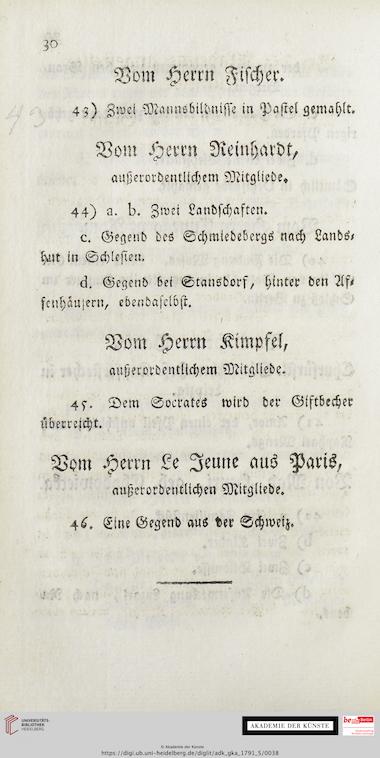 30
Vom Herrn Fischer.
43) Zwei Mannsbildnisse in Pastel gemahlt.
Vom Herrn Reinhardt,
außerordentlichem Mitgliede.
44) a. b. Zwei Landschaften.
c. Gegend des Schmiedebergs nach Lands-
hut in Schlesien.
d. Gegend bei Stansdorf, hinter den Af-
fenhäusern, ebendaselbst.
Vom Herrn Kimpfel,
außerordentlichem Mitgliede.
45. Dem Socrates wird der Giftbecher
überreicht.
Vom Herrn Le Jeune aus Paris,
außerordentlichen Mitgliede.
46. Eine Gegend aus der Schweiz.
UNIVERSITÄTS-
BIBLIOTHEK
HEIDELBERG
AKADEMIE DER KÜNSTE
© Akademie der Künste
https://digi.ub.uni-heidelberg.de/diglit/adk_gka_1791_5/0038